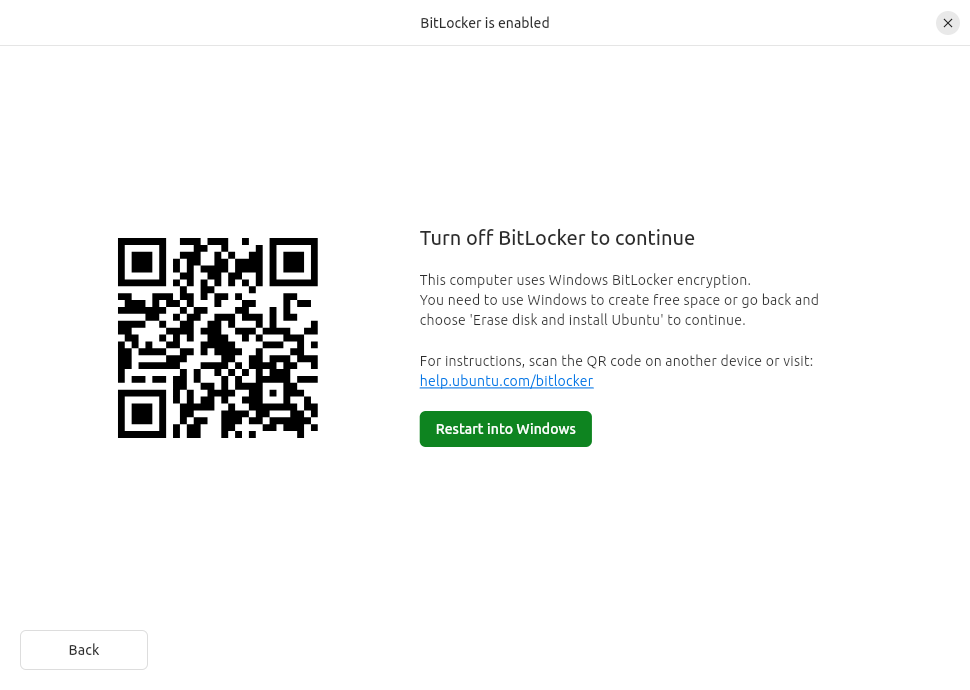 BitLocker is enabled
Turn off BitLocker to continue
This computer uses Windows BitLocker encryption.
You need to use Windows to create free space or go back and
choose 'Erase disk and install Ubuntu' to continue.
For instructions, scan the QR code on another device or visit:
help.ubuntu.com/bitlocker
Restart into Windows
Back